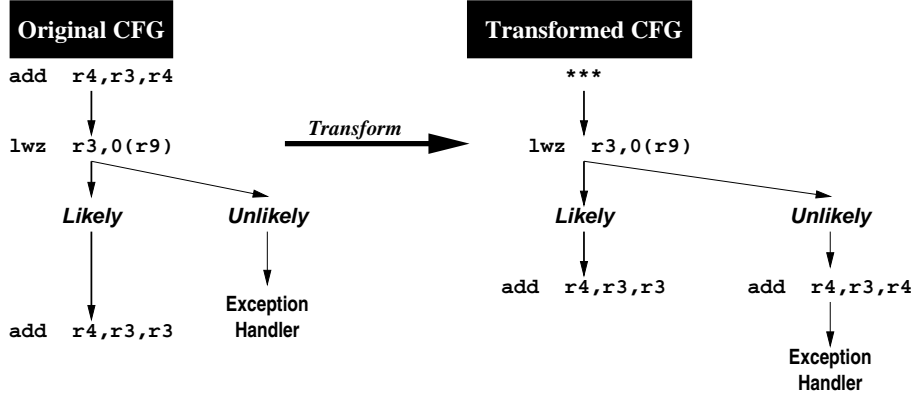 Original CFG
add r4,r3,r4
lwz r3,0(r9)
Likely
Unlikely
Exception
Handler
add r4,r3,r3
Transform
Transformed CFG
***
lwz r3,0(r9)
Likely
Unlikely
add r4,r3,r3
add r4,r3,r4
Exception
Handler